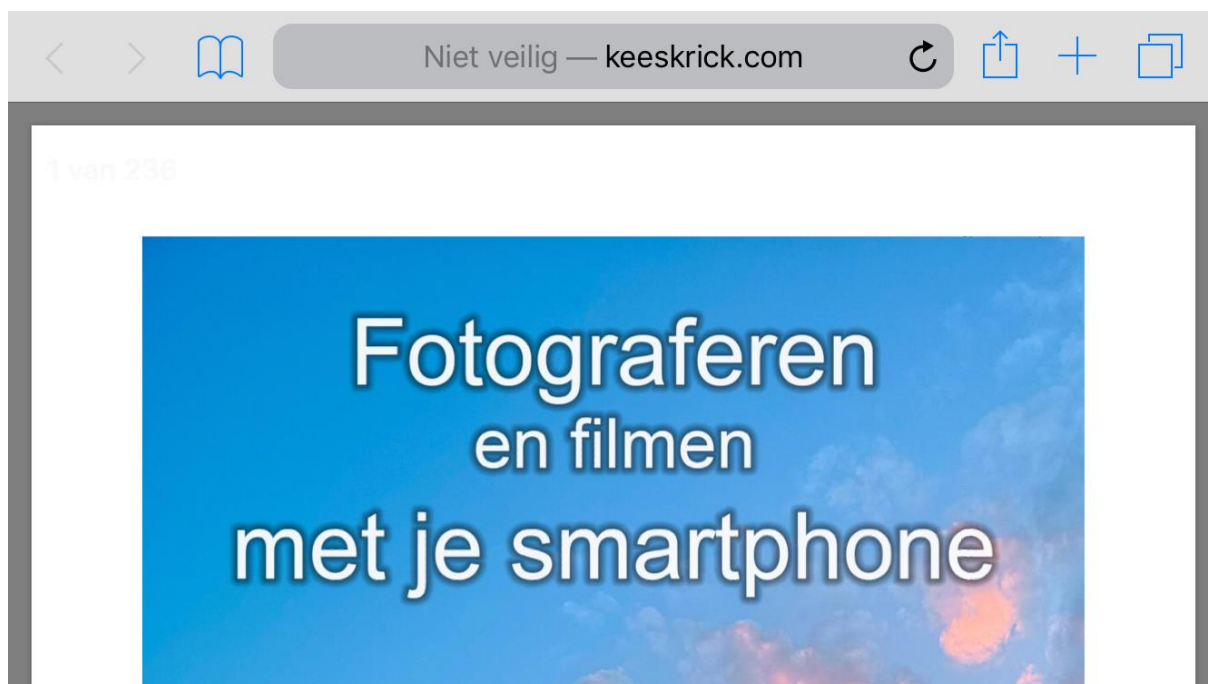 Niet veilig — keeskrick.com
1 van 236
Fotograferen
en filmen
met je smartphone